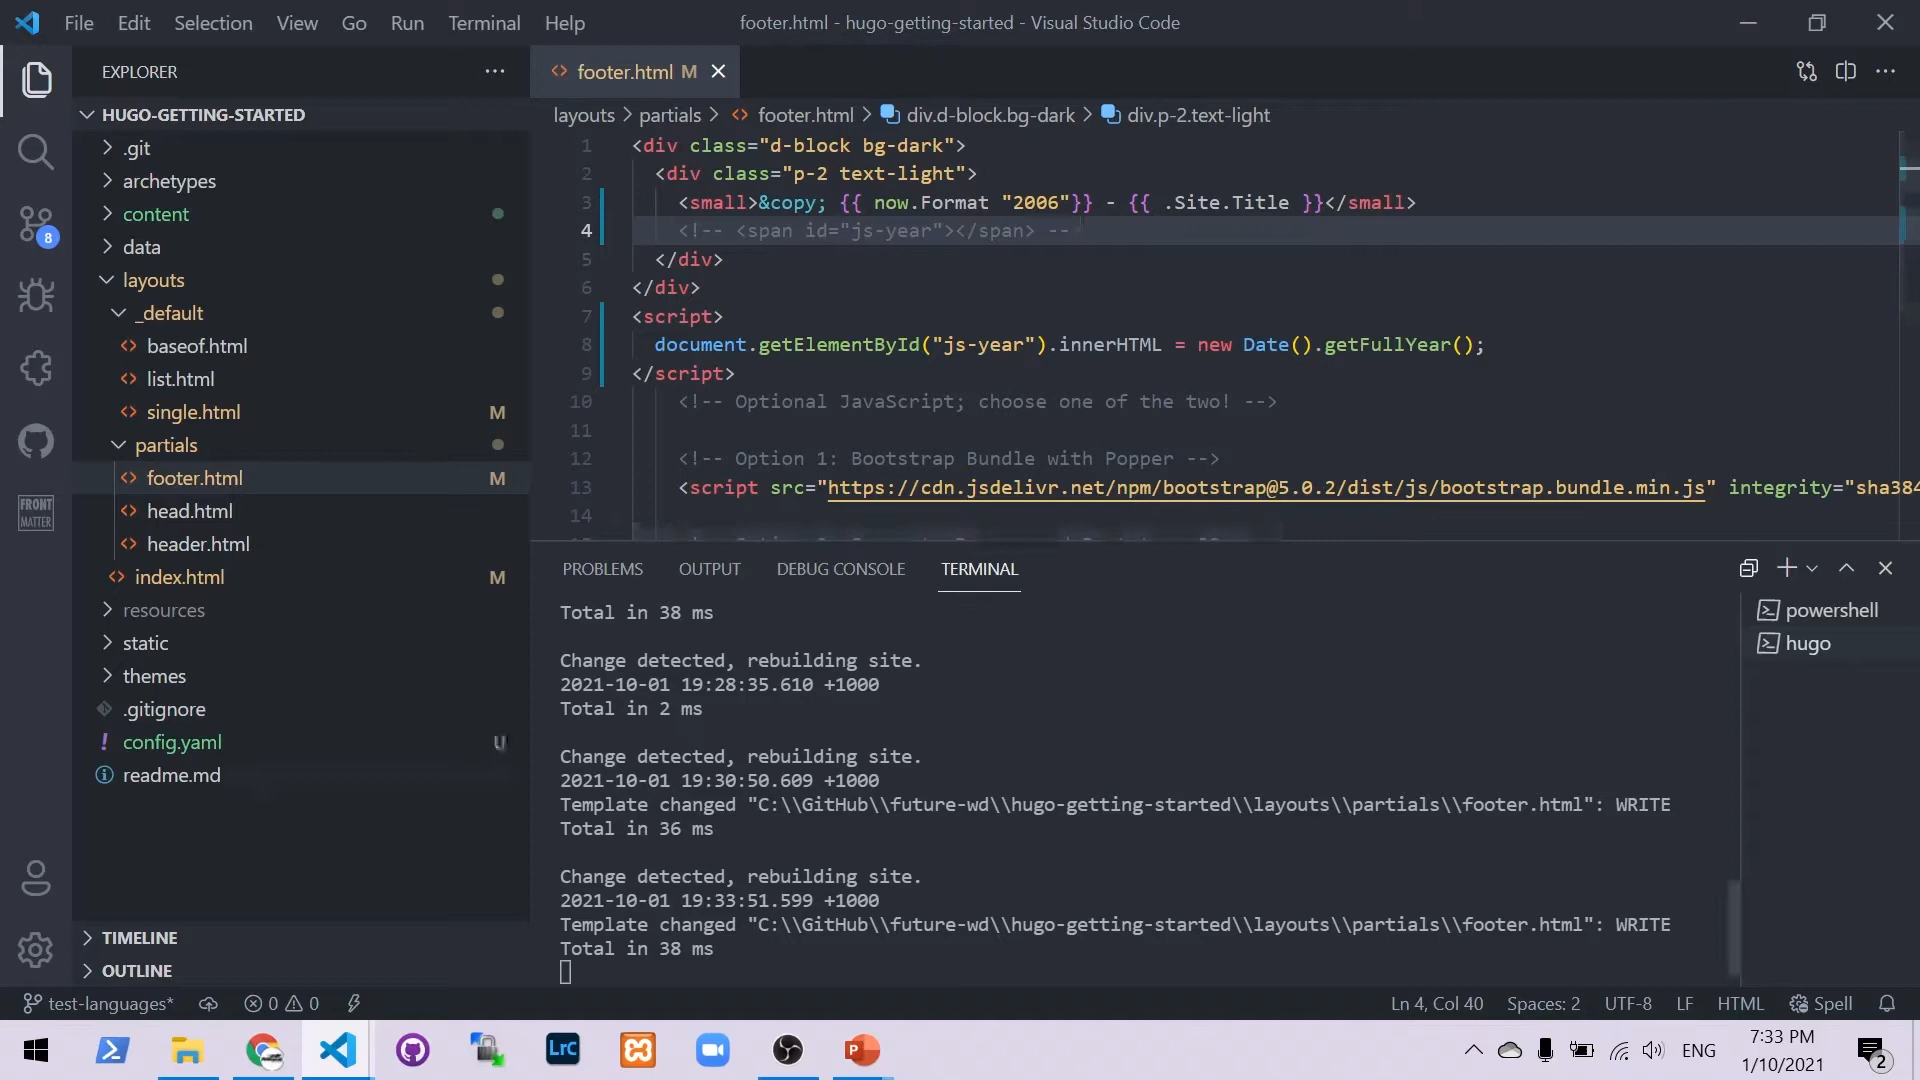 File Edit Selection View Go Run Terminal Help
footer.html - hugo-getting-started - Visual Studio Code
EXPLORER
HUGO-GETTING-STARTED
.git
archetypes
content
data
layouts
_default
baseof.html
list.html
single.html M
partials
footer.html M
head.html
header.html
index.html M
resources
static
themes
.gitignore
config.yaml U
readme.md
TIMELINE
OUTLINE
8
FRONT
MATTER
footer.html M
layouts > partials > footer.html > div.d-block.bg-dark > div.p-2.text-light
1 <div class="d-block bg-dark">
2 <div class="p-2 text-light">
3 <small>&copy; {{ now.Format "2006"}} - {{ .Site.Title }}</small>
4 <!-- <span id="js-year"></span> --
5 </div>
6 </div>
7 <script>
8 document.getElementById("js-year").innerHTML = new Date().getFullYear();
9 </script>
10 <!-- Optional JavaScript; choose one of the two! -->
11
12 <!-- Option 1: Bootstrap Bundle with Popper -->
13 <script src="https://cdn.jsdelivr.net/npm/bootstrap@5.0.2/dist/js/bootstrap.bundle.min.js" integrity="sha384
14
PROBLEMS OUTPUT DEBUG CONSOLE TERMINAL
Total in 38 ms
Change detected, rebuilding site.
2021-10-01 19:28:35.610 +1000
Total in 2 ms
Change detected, rebuilding site.
2021-10-01 19:30:50.609 +1000
Template changed "C:\\GitHub\\future-wd\\hugo-getting-started\\layouts\\partials\\footer.html": WRITE
Total in 36 ms
Change detected, rebuilding site.
2021-10-01 19:33:51.599 +1000
Template changed "C:\\GitHub\\future-wd\\hugo-getting-started\\layouts\\partials\\footer.html": WRITE
Total in 38 ms
powershell
hugo
test-languages* 0 0
Ln 4, Col 40 Spaces: 2 UTF-8 LF HTML Spell
LrC
P
ENG
7:33 PM
1/10/2021
2